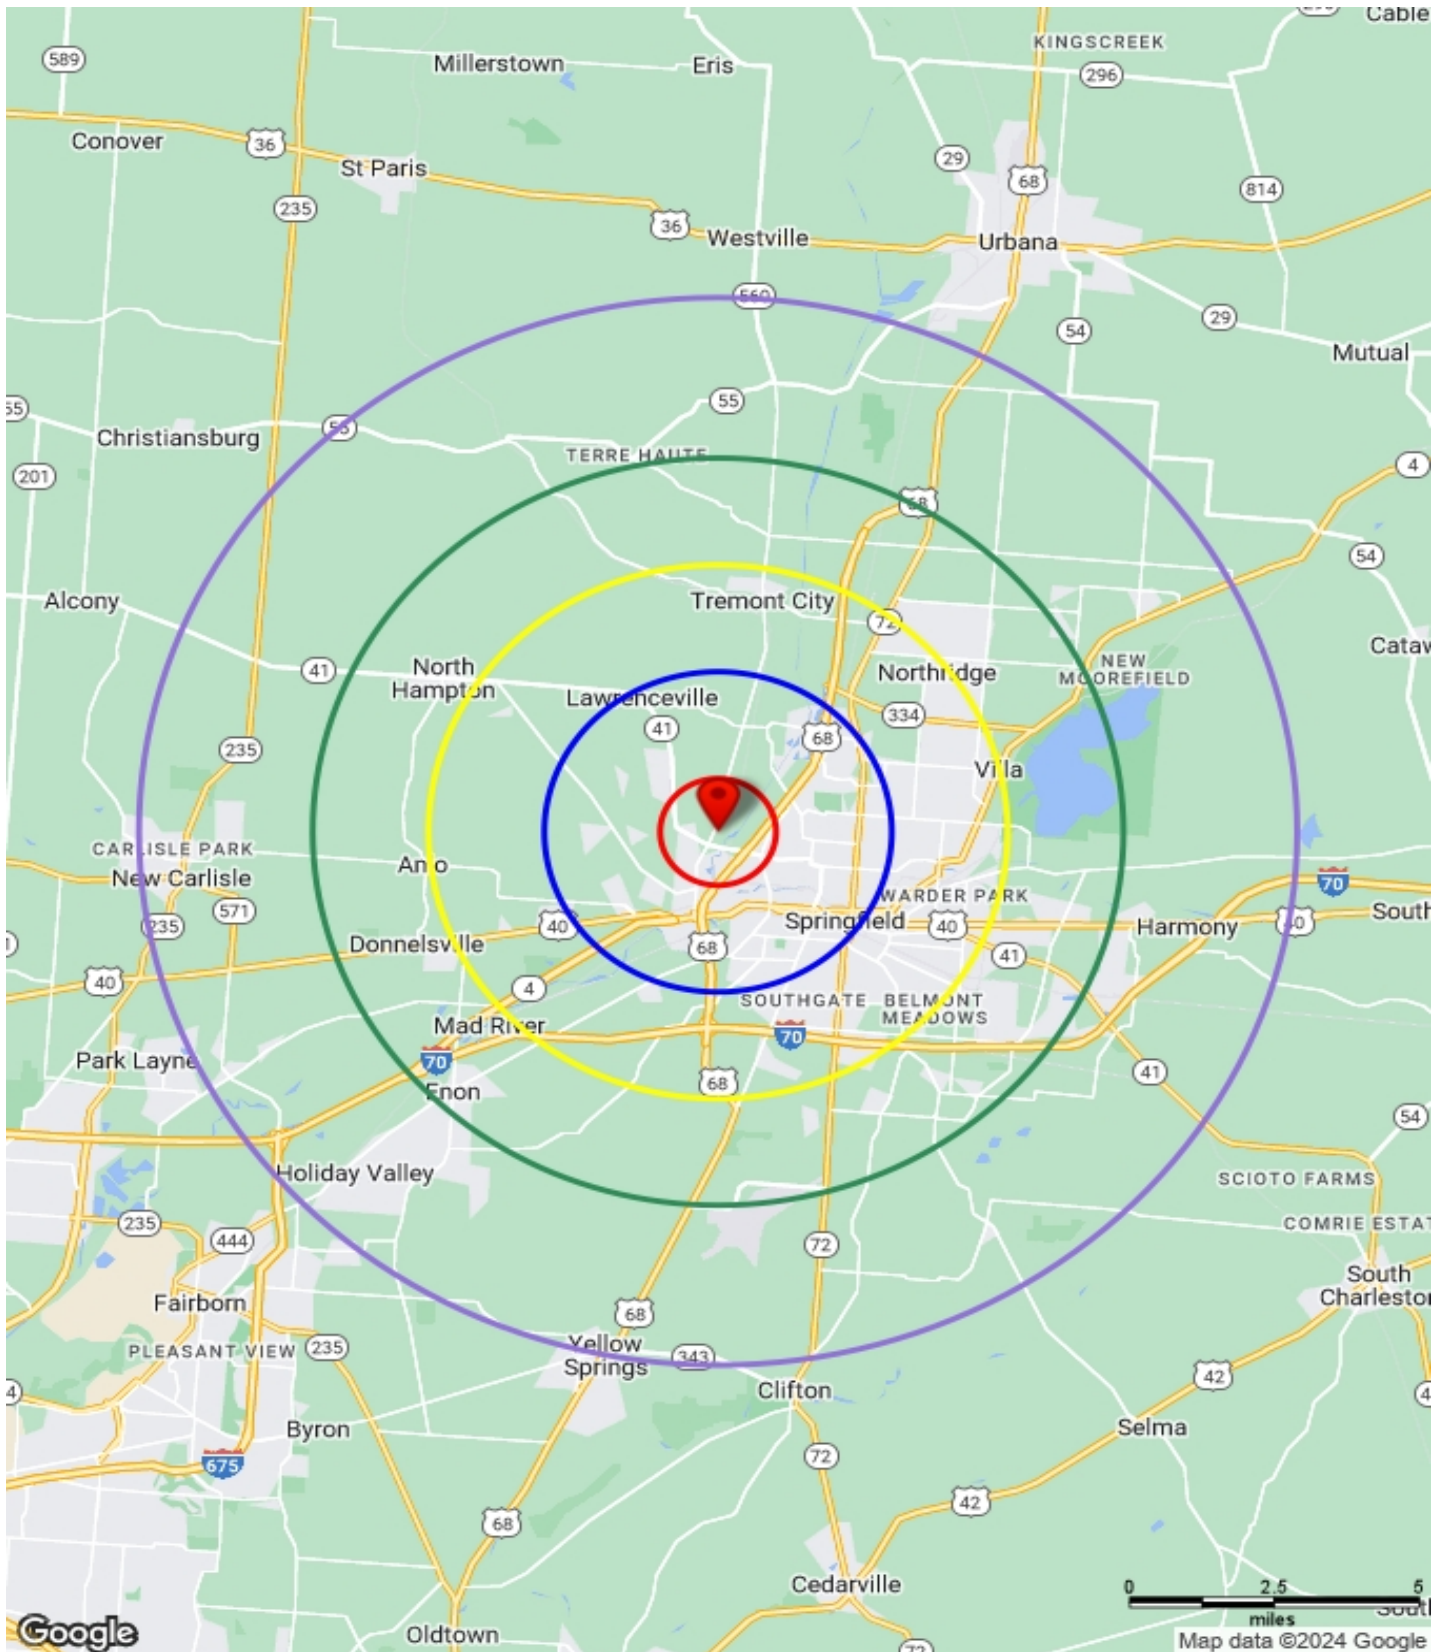 Cable
KINGSCREEK
589
Millerstown
Eris
296
Conover
36
29
St Paris
68
814
235
36
Westville
Urbana
560
29
54
Mutual
55
55
Christiansburg
55
TERRE HAUTE
4
201
68
54
Alcony
Tremont City
72
41
North
Hampton
Northridge
NEW
MOOREFIELD
Cataw
Lawrenceville
41
334
68
235
Villa
CARLISLE PARK
New Carlisle
70
WARDER PARK
571
235
40
Springfield
40
Harmony
40
South
Donnelsville
68
41
40
4
SOUTHGATE
BELMONT
MEADOWS
Mad River
70
Park Layne
70
41
68
Enon
54
Holiday Valley
SCIOTO FARMS
235
444
72
COMRIE ESTAT
South
Charleston
Fairborn
68
PLEASANT VIEW
235
Yellow
Springs
343
42
4
Clifton
4
Byron
Selma
675
72
42
68
Cedarville
0
2.5
5
miles
Google
Oldtown
72
Map data ©2024 Google